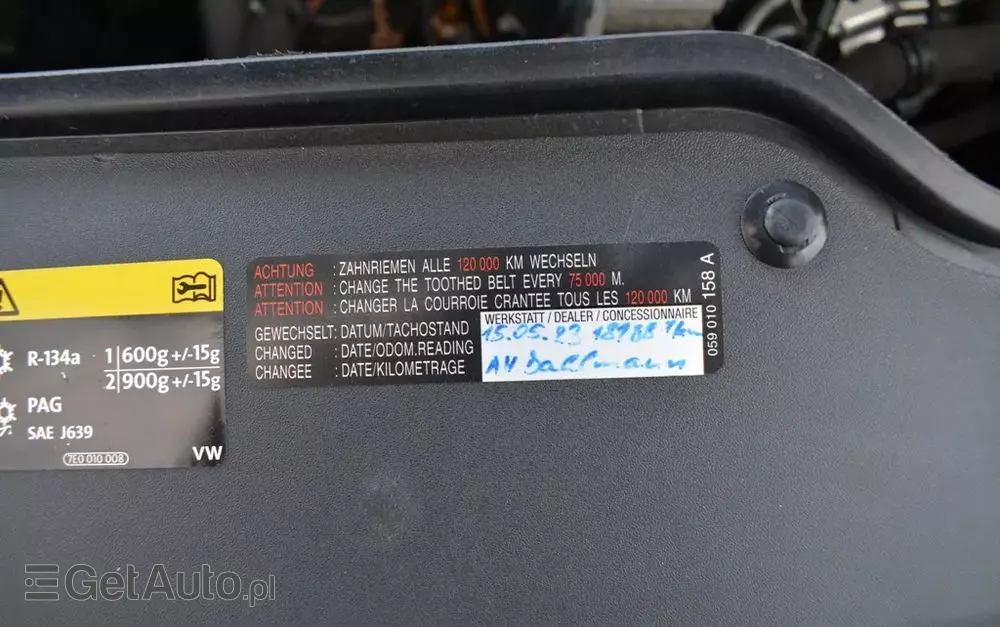 R-134a 1 600g+/-15g
2 900g+/-15g
PAG
SAE J639
7E0 010 008
VW
ACHTUNG : ZAHNRIEMEN ALLE 120 000 KM WECHSELN
ATTENTION : CHANGE THE TOOTHED BELT EVERY 75 000 M.
ATTENTION : CHANGER LA COURROIE CRANTEE TOUS LES 120 000 KM
WERKSTATT / DEALER / CONCESSIONNAIRE
GEWECHSELT: DATUM/TACHOSTAND 15.05.23
CHANGED : DATE/ODOM.READING
CHANGEE : DATE/KILOMETRAGE
059 010 158 A
GetAuto.pl